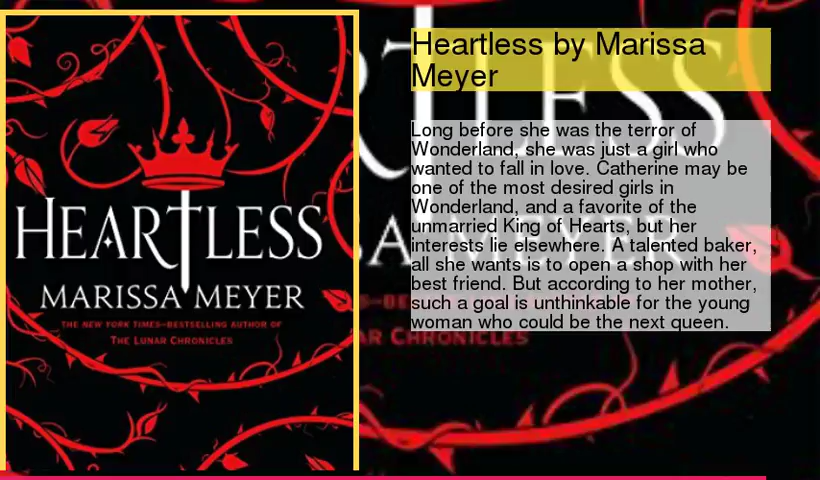 HEARTLESS
MARISSA MEYER
THE NEW YORK TIMES–BESTSELLING AUTHOR OF
THE LUNAR CHRONICLES
Heartless by Marissa
Meyer
Long before she was the terror of
Wonderland, she was just a girl who
wanted to fall in love. Catherine may be
one of the most desired girls in
Wonderland, and a favorite of the
unmarried King of Hearts, but her
interests lie elsewhere. A talented baker,
all she wants is to open a shop with her
best friend. But according to her mother,
such a goal is unthinkable for the young
woman who could be the next queen.